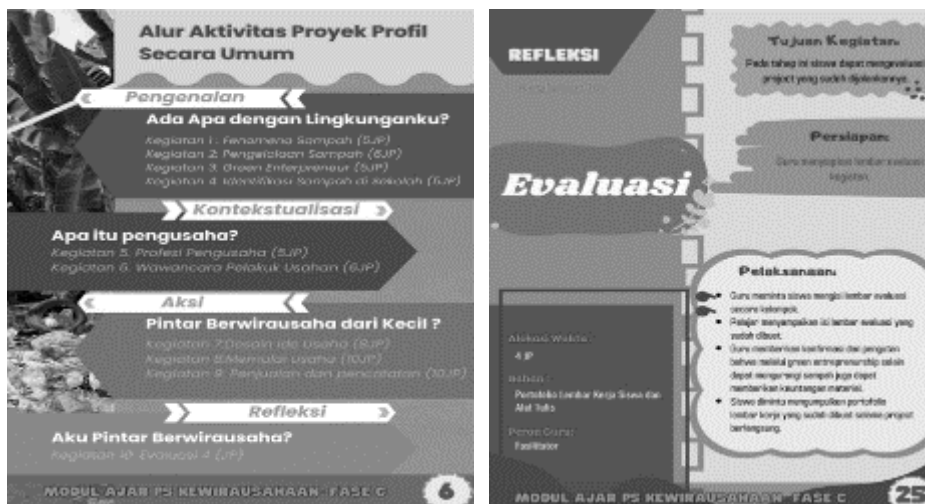 Alur Aktivitas Proyek Profil
Secara Umum
Pengenalan
Ada Apa dengan Lingkunganku?
Kegiatan 1 : Fenomena Sampah (5JP)
Kegiatan 2: Pengelolaan Sampah (6JP)
Kegiatan 3: Green Enterpreneur (5JP)
Kegiatan 4: Identifikasi Sampah di Sekolah (5JP)
Kontekstualisasi
Apa itu pengusaha?
Kegiatan 5. Profesi Pengusaha (5JP)
Kegiatan 6. Wawancara Pelakuk Usahan (6JP)
Aksi
Pintar Berwirausaha dari Kecil ?
Kegiatan 7:Desain Ide Usaha (8JP)
Kegiatan 8:Memulai Usaha (10JP)
Kegiatan 9: Penjualan dan pencatatan (10JP)
Refleksi
Aku Pintar Berwirausaha?
Kegiatan 10: Evaluasi 4 (JP)
MODUL AJAR P5 KEWIRAUSAHAAN- FASE C
6
REFLEKSI
Evaluasi
Alokasi Waktu:
4 JP
Bahan:
Portofolio Lembar Kerja Siswa dan
Alat Tulis
Peran Guru:
Fasilitator
Tujuan Kegiatan:
Pada tahap ini siswa dapat mengevaluasi
project yang sudah dijalankannya.
Persiapan:
Guru menyiapkan lembar evaluasi
kegiatan.
Pelaksanaan:
Guru meminta siswa mengisi lembar evaluasi
secara kelompok.
Pelajar menyampaikan isi lembar evaluasi yang
sudah dibuat.
Guru memberikan konfirmasi dan penguatan
bahwa melalui green entrepreneurship selain
dapat mengurangi sampah juga dapat
memberikan keuntungan material.
Siswa diminta mengumpulkan portofolio
lembar kerja yang sudah dibuat selama project
berlangsung.
MODUL AJAR P5 KEWIRAUSAHAAN- FASE C
25